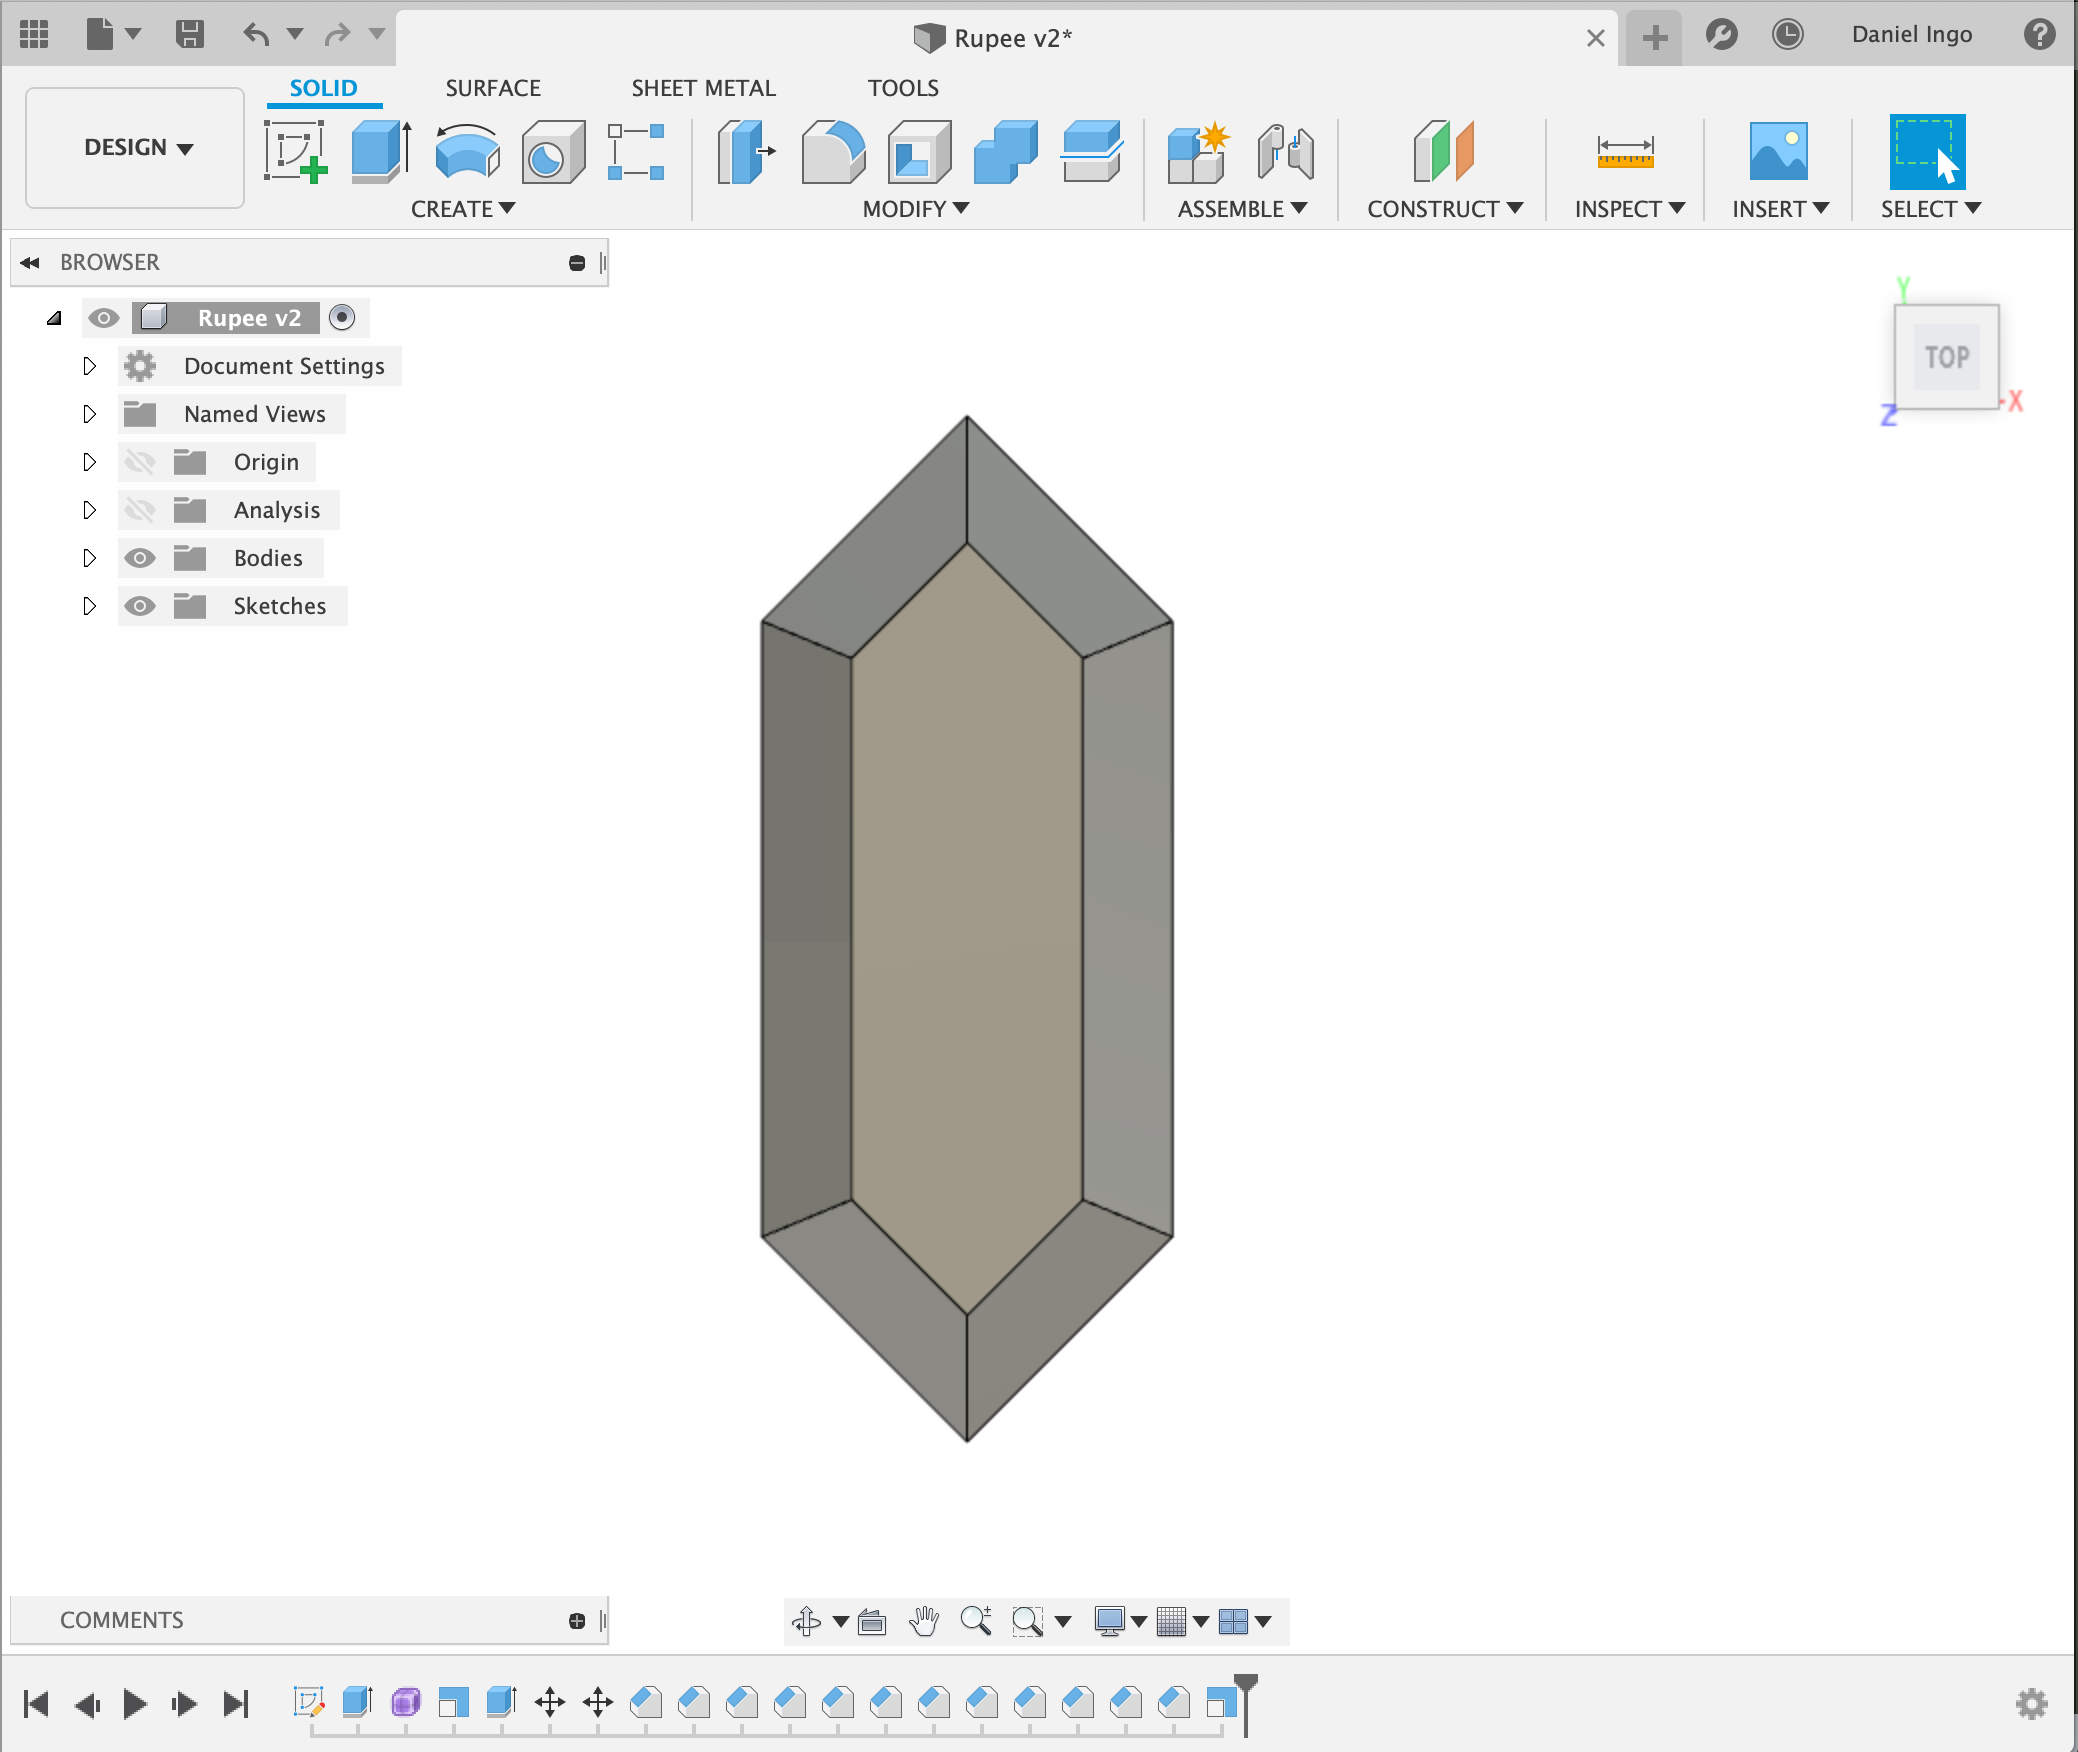 Rupee v2*
Daniel Ingo
SOLID
SURFACE
SHEET METAL
TOOLS
DESIGN
CREATE
MODIFY
ASSEMBLE
CONSTRUCT
INSPECT
INSERT
SELECT
BROWSER
Rupee v2
Document Settings
Named Views
Origin
Analysis
Bodies
Sketches
Y
TOP
X
Z
COMMENTS